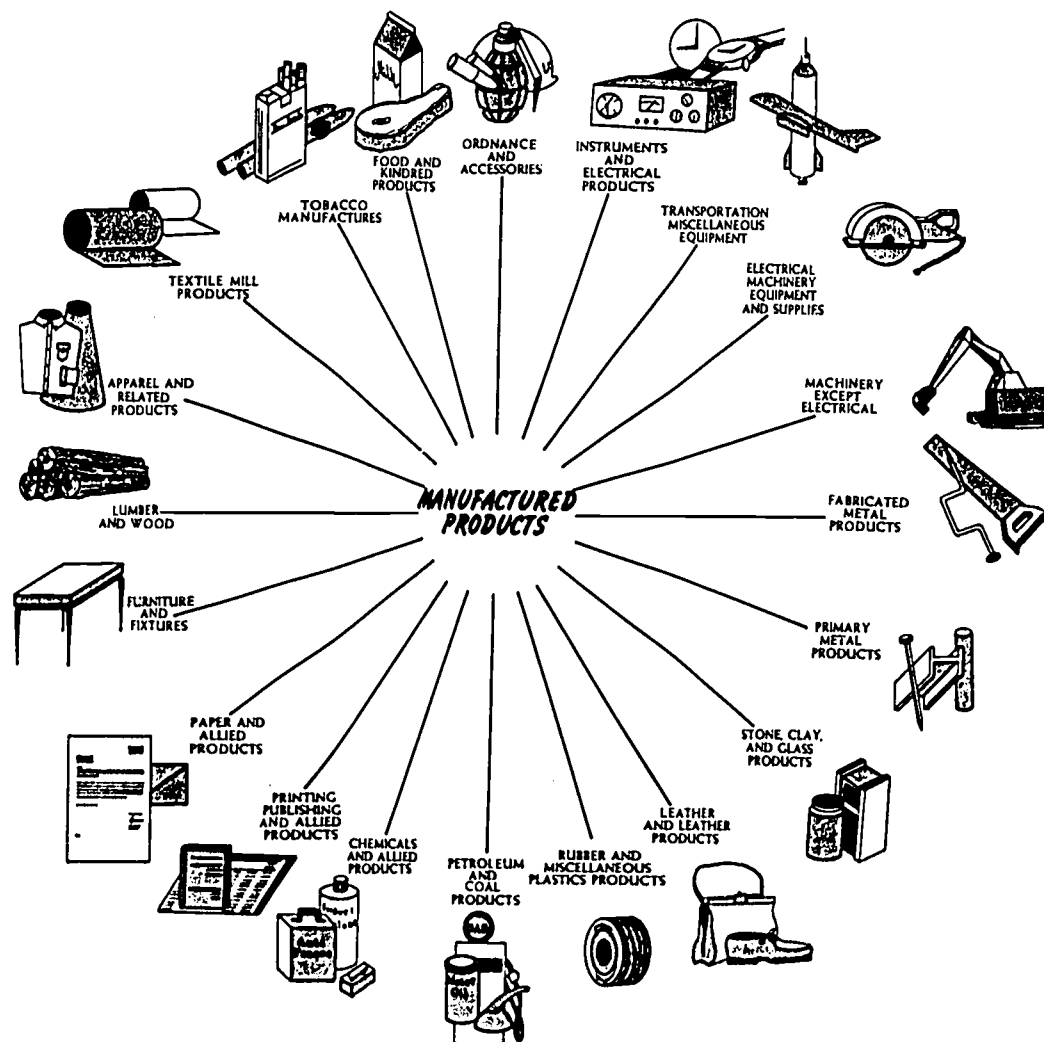 FOOD AND
KINDRED
PRODUCTS
ORDNANCE
AND
ACCESSORIES
INSTRUMENTS
AND
ELECTRICAL
PRODUCTS
TOBACCO
MANUFACTURES
TRANSPORTATION
MISCELLANEOUS
EQUIPMENT
TEXTILE MILL
PRODUCTS
ELECTRICAL
MACHINERY
EQUIPMENT
AND SUPPLIES
APPAREL AND
RELATED
PRODUCTS
MACHINERY
EXCEPT
ELECTRICAL
LUMBER
AND WOOD
MANUFACTURED
PRODUCTS
FABRICATED
METAL
PRODUCTS
FURNITURE
AND
FIXTURES
PRIMARY
METAL
PRODUCTS
PAPER AND
ALLIED
PRODUCTS
STONE, CLAY,
AND GLASS
PRODUCTS
PRINTING
PUBLISHING
AND ALLIED
PRODUCTS
CHEMICALS
AND ALLIED
PRODUCTS
PETROLEUM
AND
COAL
PRODUCTS
RUBBER AND
MISCELLANEOUS
PLASTICS PRODUCTS
LEATHER
AND LEATHER
PRODUCTS
Motor
Oil